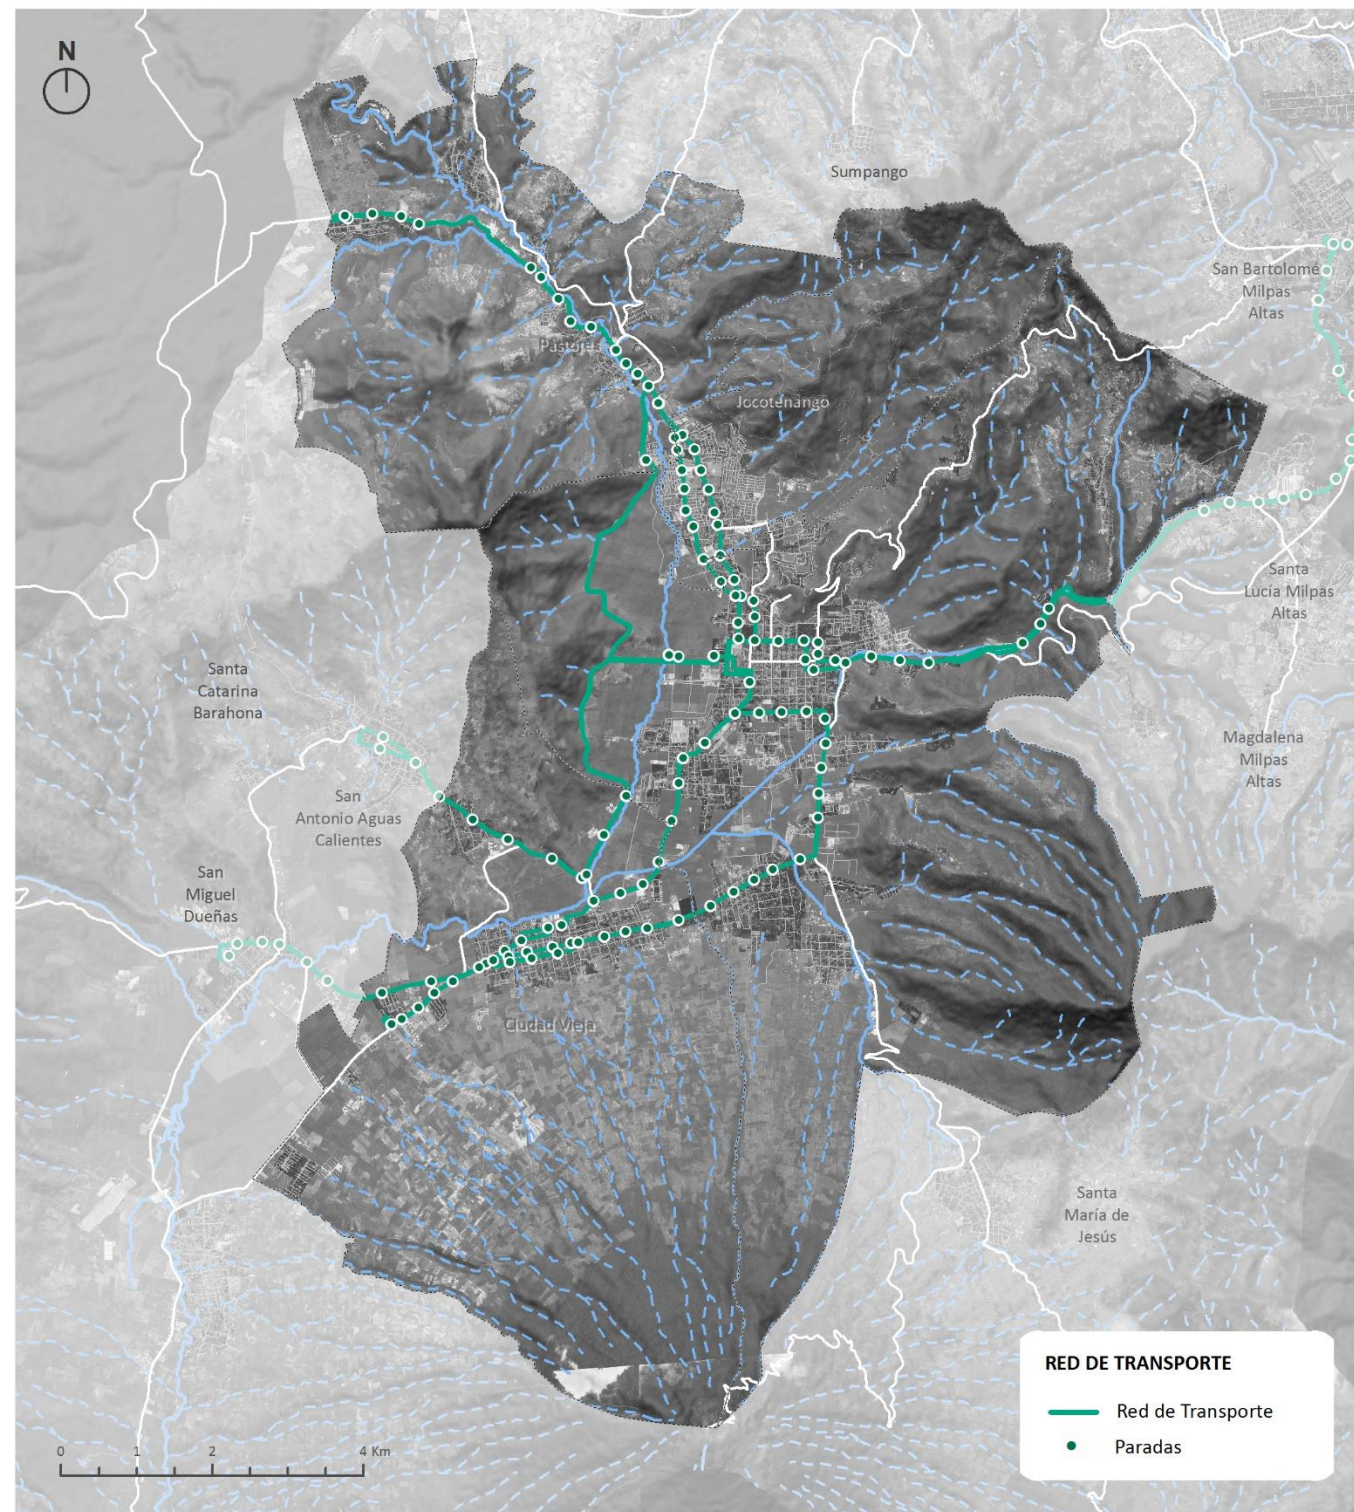 N
Sumpango
San Bartolomé
Milpas
Altas
Pastores
Jocotenango
Santa
Lucía Milpas
Altas
Santa
Catarina
Barahona
Magdalena
Milpas
Altas
San
Antonio Aguas
Calientes
San
Miguel
Dueñas
Ciudad Vieja
Santa
María de
Jesús
RED DE TRANSPORTE
Red de Transporte
Paradas
0 1 2 4 Km